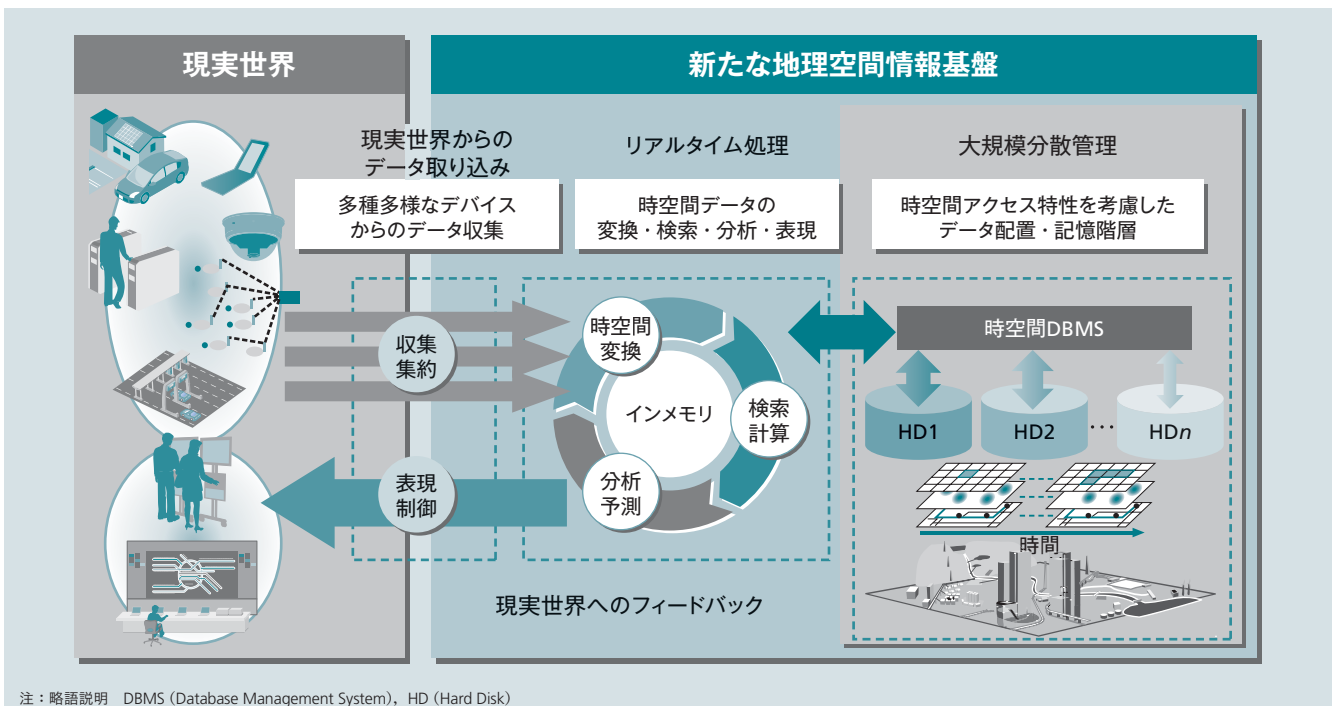 現実世界
新たな地理空間情報基盤
現実世界からの
データ取り込み
リアルタイム処理
大規模分散管理
多種多様なデバイス
からのデータ収集
時空間データの
変換・検索・分析・表現
時空間アクセス特性を考慮した
データ配置・記憶階層
収集
集約
時空間
変換
インメモリ
検索
計算
分析
予測
表現
制御
時空間DBMS
HD1
HD2
…
HDn
時間
現実世界へのフィードバック
注：略語説明　DBMS（Database Management System），HD（Hard Disk）